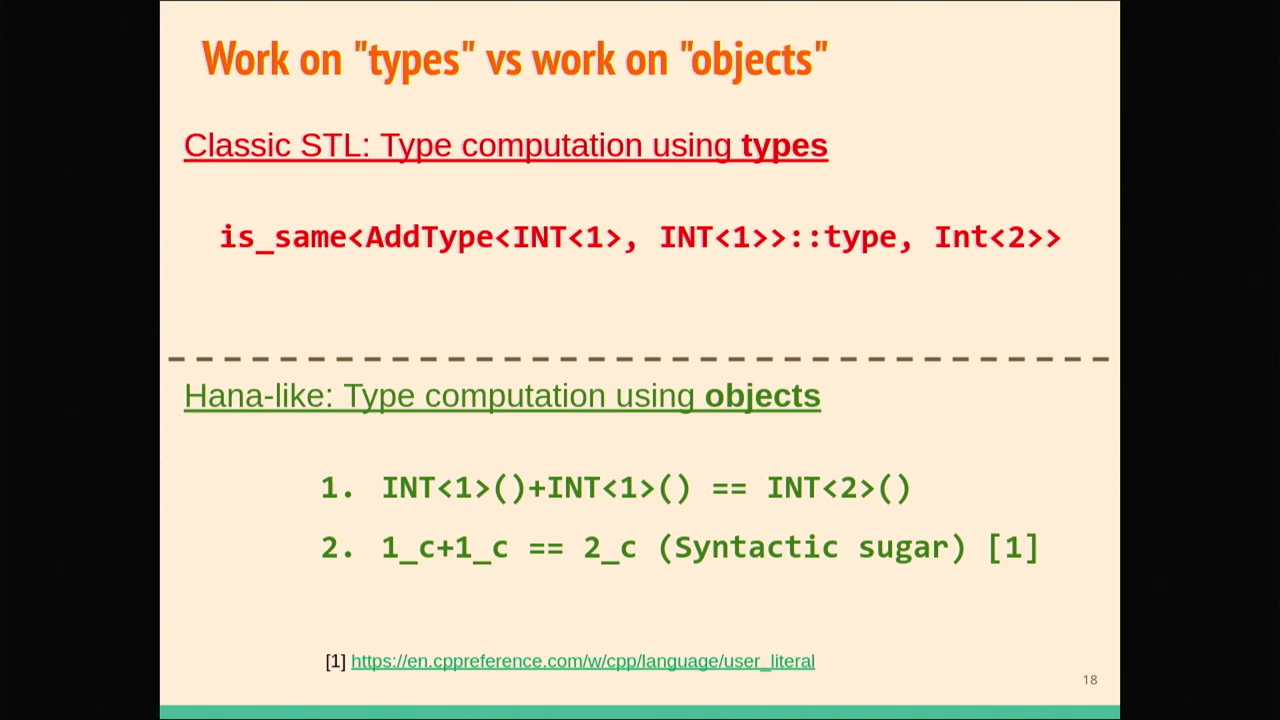 Work on "types" vs work on "objects"
Classic STL: Type computation using types
is_same<AddType<INT<1>, INT<1>>::type, Int<2>>
Hana-like: Type computation using objects
1. INT<1>()+INT<1>() == INT<2>()
2. 1_c+1_c == 2_c (Syntactic sugar) [1]
[1] https://en.cppreference.com/w/cpp/language/user_literal
18